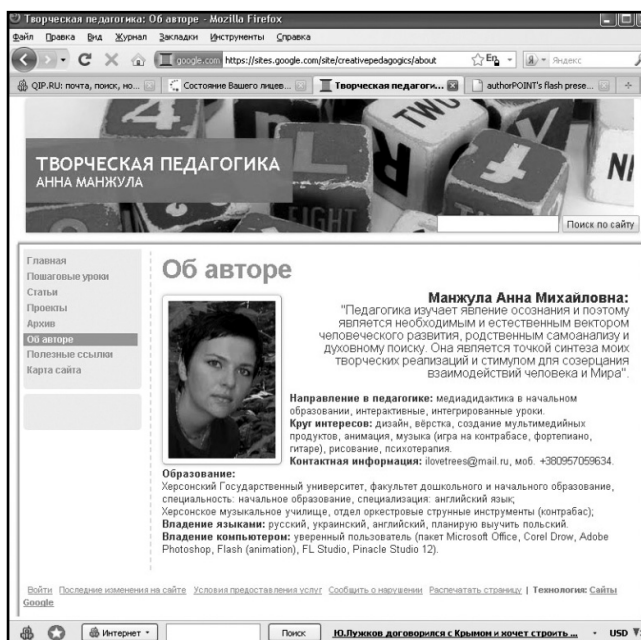 Творческая педагогика: Об авторе - Mozilla Firefox
Файл Правка Вид Журнал Закладки Инструменты Справка
google.com https://sites.google.com/site/creativepedagogics/about En Яндекс
QIP.RU: почта, поиск, но... Состояние Вашего лицев... Творческая педагоги... authorPOINT's flash prese...
4 TWO L R f NI
ТВОРЧЕСКАЯ ПЕДАГОГИКА
АННА МАНЖУЛА
EIGHT
Поиск по сайту
Главная
Пошаговые уроки
Статьи
Проекты
Архив
Об авторе
Полезные ссылки
Карта сайта
Об авторе
Манжула Анна Михайловна:
"Педагогика изучает явление осознания и поэтому
является необходимым и естественным вектором
человеческого развития, родственным самоанализу и
духовному поиску. Она является точкой синтеза моих
творческих реализаций и стимулом для созерцания
взаимодействий человека и Мира".
Направление в педагогике: медиадидактика в начальном
образовании, интерактивные, интегрированные уроки.
Круг интересов: дизайн, вёрстка, создание мультимедийных
продуктов, анимация, музыка (игра на контрабасе, фортепиано,
гитаре), рисование, психотерапия.
Контактная информация: ilovetrees@mail.ru, моб. +380957059634.
Образование:
Херсонский Государственный университет, факультет дошкольного и начального образования,
специальность: начальное образование, специализация: английский язык;
Херсонское музыкальное училище, отдел оркестровые струнные инструменты (контрабас);
Владение языками: русский, украинский, английский, планирую выучить польский.
Владение компьютером: уверенный пользователь (пакет Microsoft Office, Corel Drow, Adobe
Photoshop, Flash (animation), FL Studio, Pinacle Studio 12).
Войти Последние изменения на сайте Условия предоставления услуг Сообщить о нарушении Распечатать страницу | Технология: Сайты
Google
Интернет Поиск Ю.Лужков договорился с Крымом и хочет строить ... USD